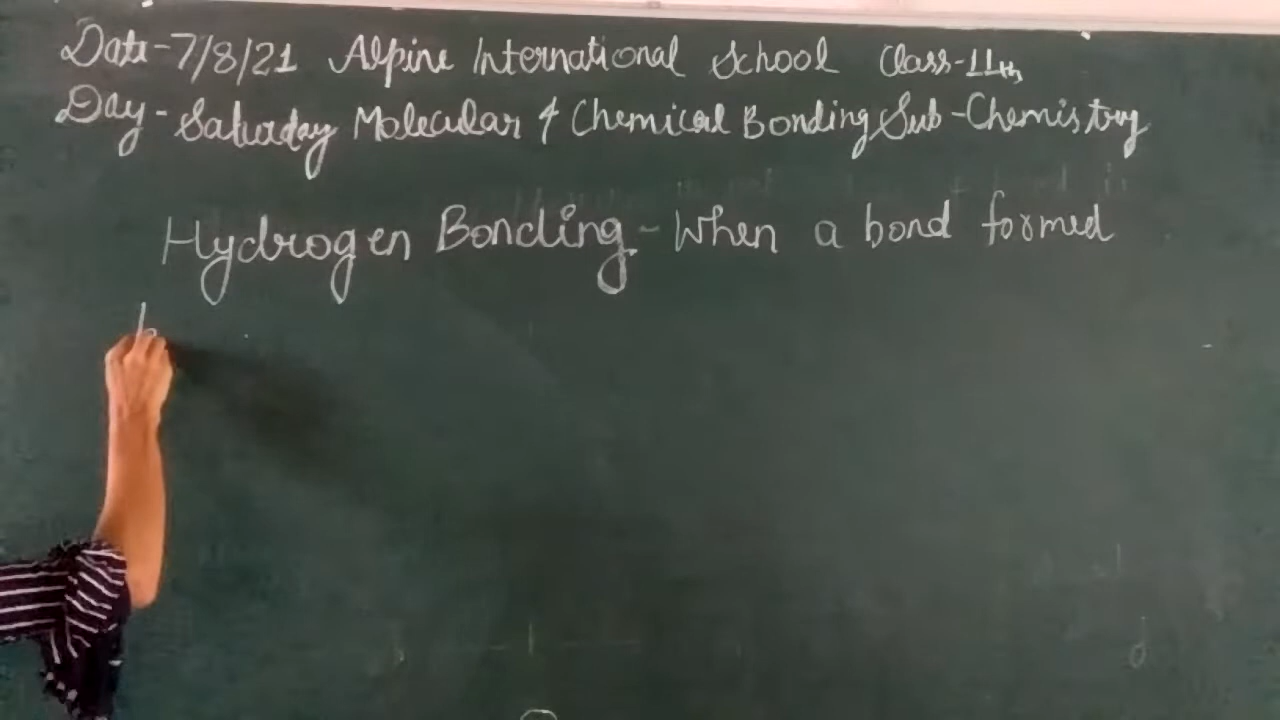 Date-7/8/21 Alpine International School Class-11th
Day-Saturday Molecular & Chemical Bonding Sub-Chemistry
Hydrogen Bonding-When a bond formed